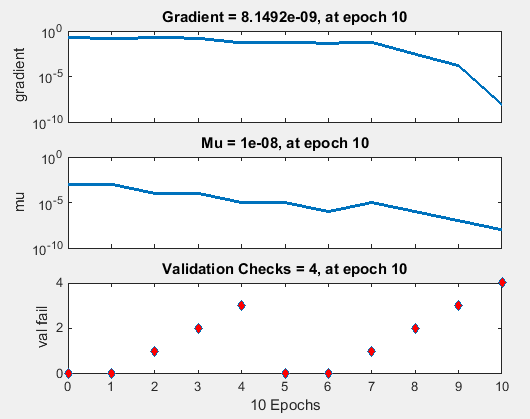 Gradient = 8.1492e-09, at epoch 10
10^0
10^-5
10^-10
gradient
Mu = 1e-08, at epoch 10
10^0
10^-5
10^-10
mu
Validation Checks = 4, at epoch 10
4
2
0
val fail
0 1 2 3 4 5 6 7 8 9 10
10 Epochs